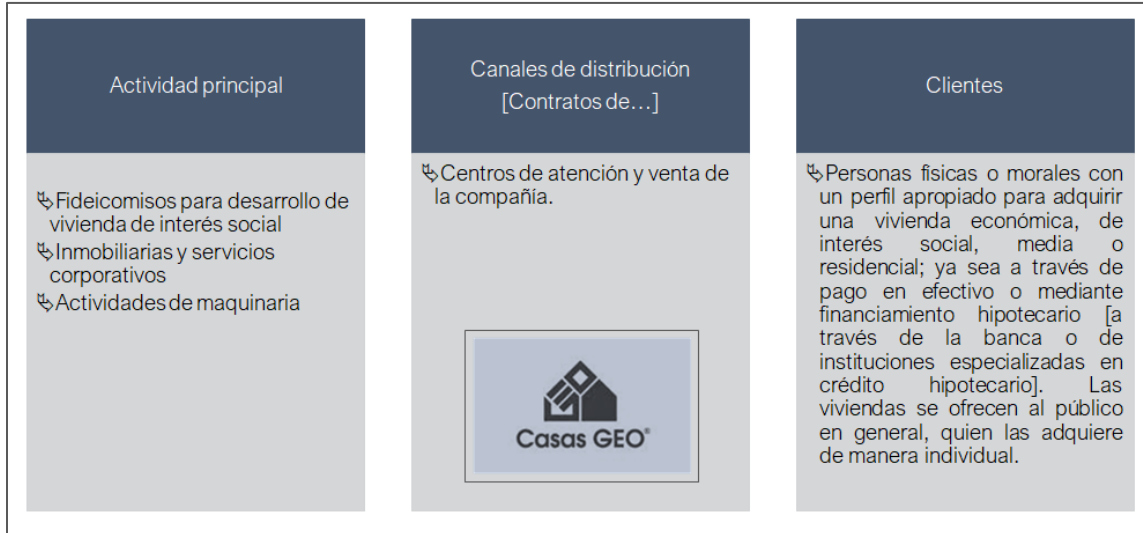 Actividad principal
Fideicomisos para desarrollo de
vivienda de interés social
Inmobiliarias y servicios
corporativos
Actividades de maquinaria
Canales de distribución
[Contratos de…]
Centros de atención y venta de
la compañía.
Casas GEO®
Clientes
Personas físicas o morales con
un perfil apropiado para adquirir
una vivienda económica, de
interés social, media o
residencial; ya sea a través de
pago en efectivo o mediante
financiamiento hipotecario [a
través de la banca o de
instituciones especializadas en
crédito hipotecario]. Las
viviendas se ofrecen al público
en general, quien las adquiere
de manera individual.